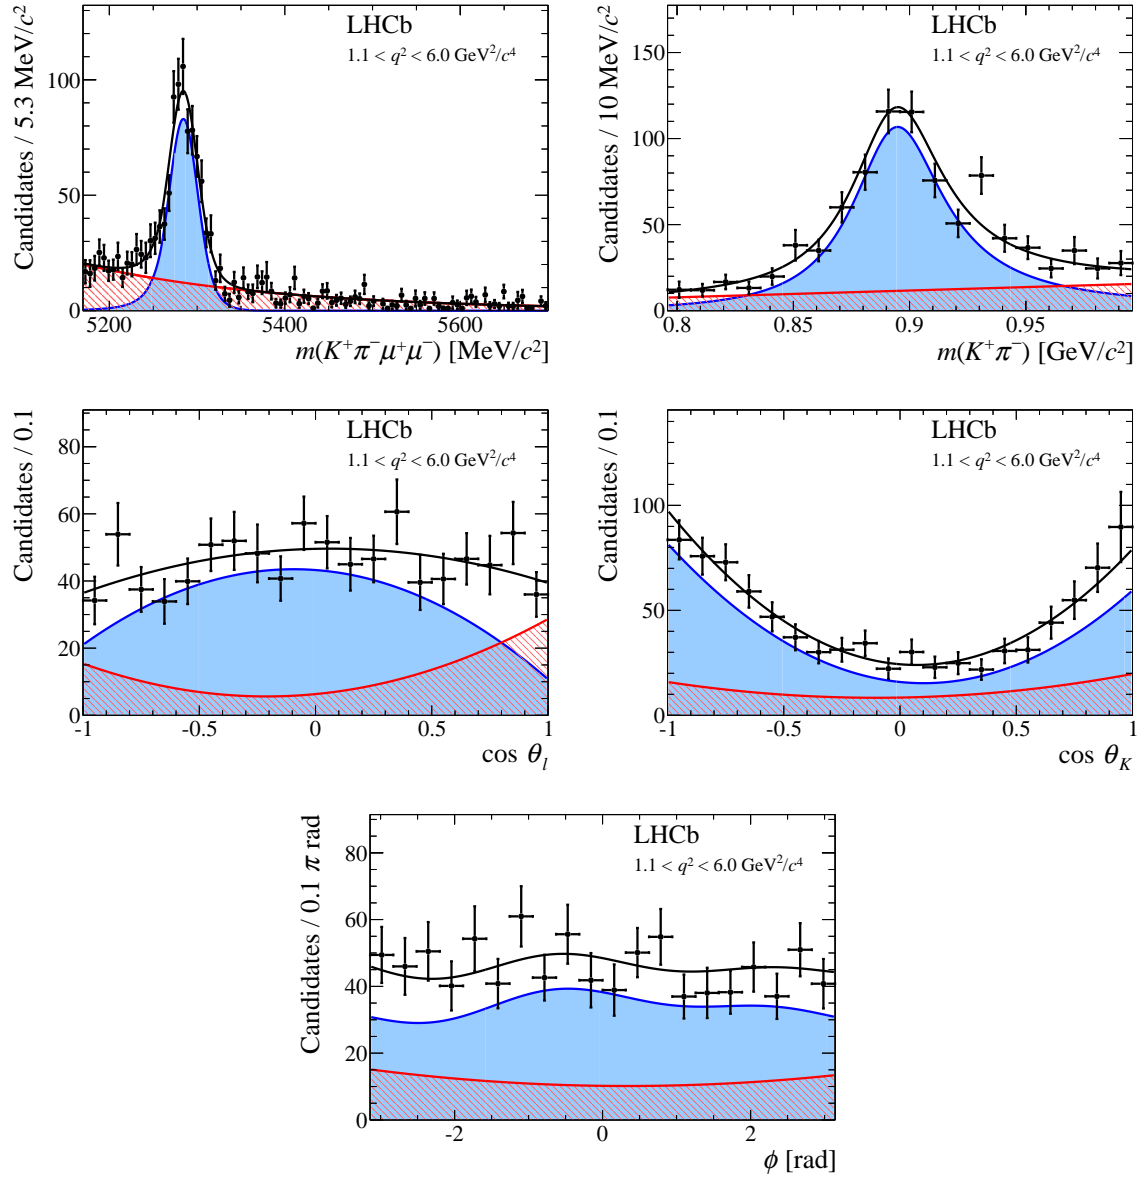 LHCb
1.1 < q² < 6.0 GeV²/c⁴
Candidates / 5.3 MeV/c²
100
50
0
5200 5400 5600
m(K⁺π⁻μ⁺μ⁻) [MeV/c²]
LHCb
1.1 < q² < 6.0 GeV²/c⁴
Candidates / 10 MeV/c²
150
100
50
0
0.8 0.85 0.9 0.95
m(K⁺π⁻) [GeV/c²]
LHCb
1.1 < q² < 6.0 GeV²/c⁴
Candidates / 0.1
80
60
40
20
0
-1 -0.5 0 0.5 1
cos θ_l
LHCb
1.1 < q² < 6.0 GeV²/c⁴
Candidates / 0.1
100
50
0
-1 -0.5 0 0.5 1
cos θ_K
LHCb
1.1 < q² < 6.0 GeV²/c⁴
Candidates / 0.1 π rad
80
60
40
20
0
-2 0 2
ϕ [rad]